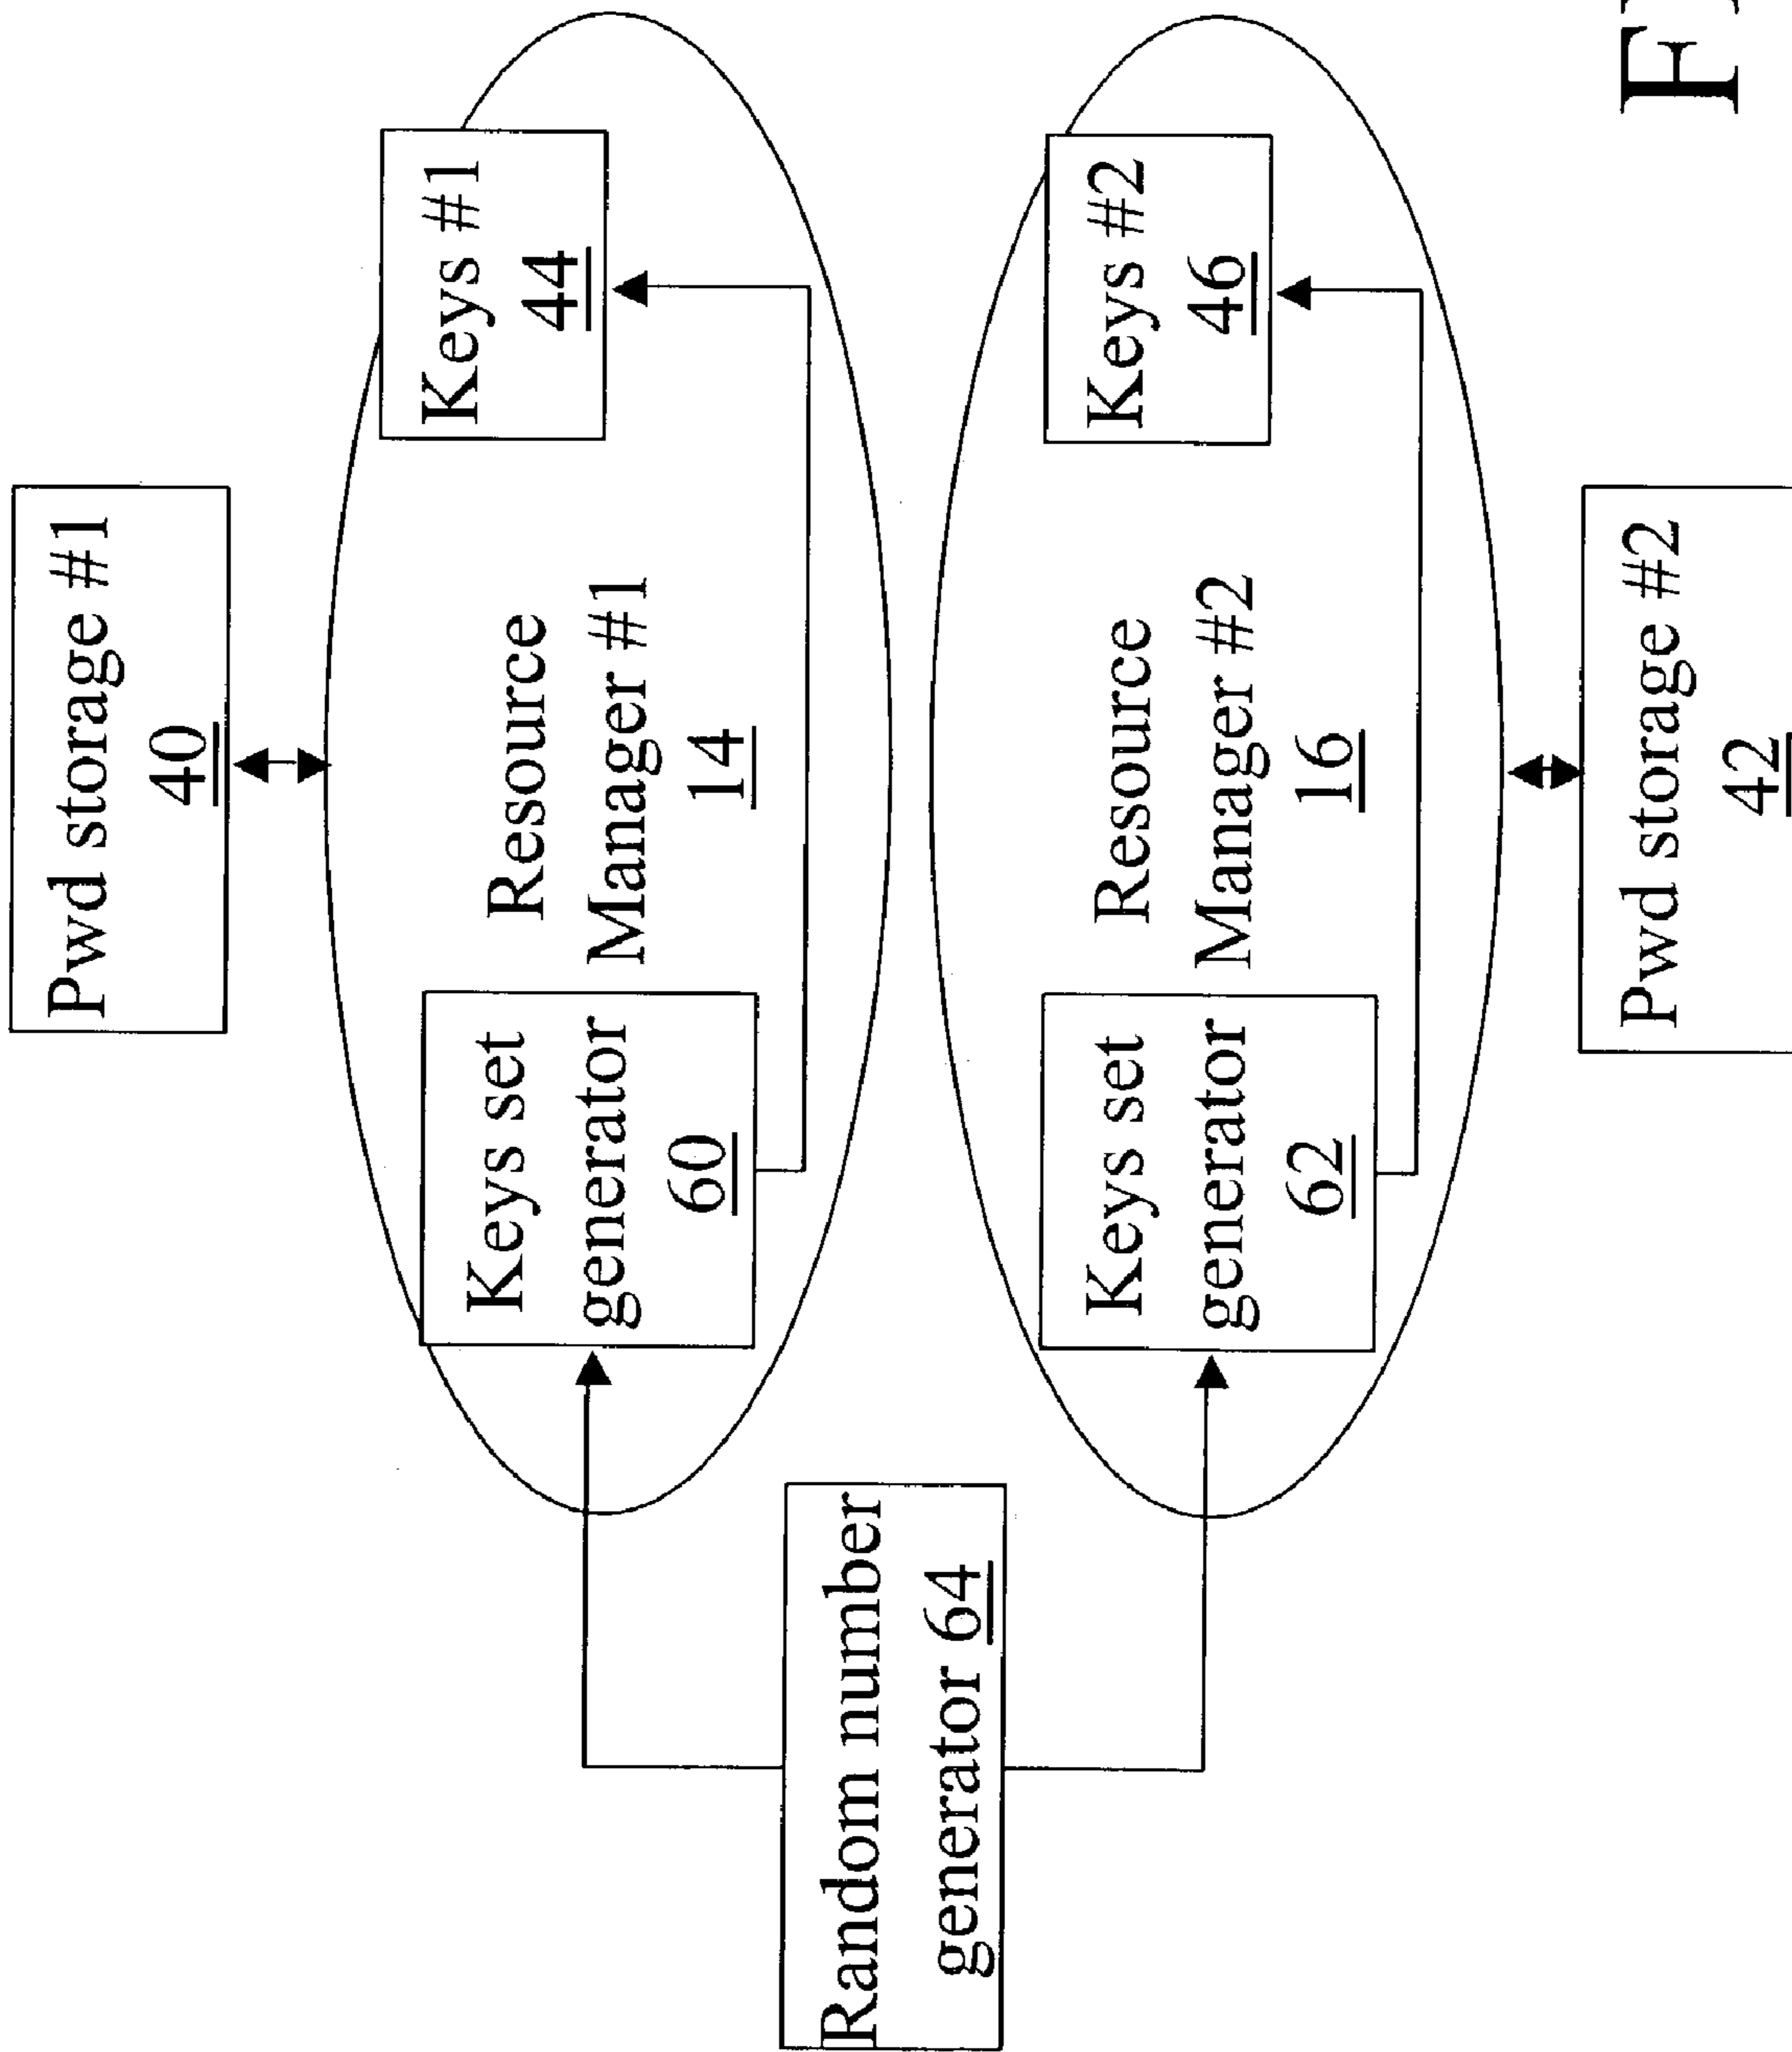 Pwd storage #1
40
Keys set
generator
60
Resource
Manager #1
14
Keys #1
44
Random number
generator 64
Keys set
generator
62
Resource
Manager #2
16
Keys #2
46
Pwd storage #2
42